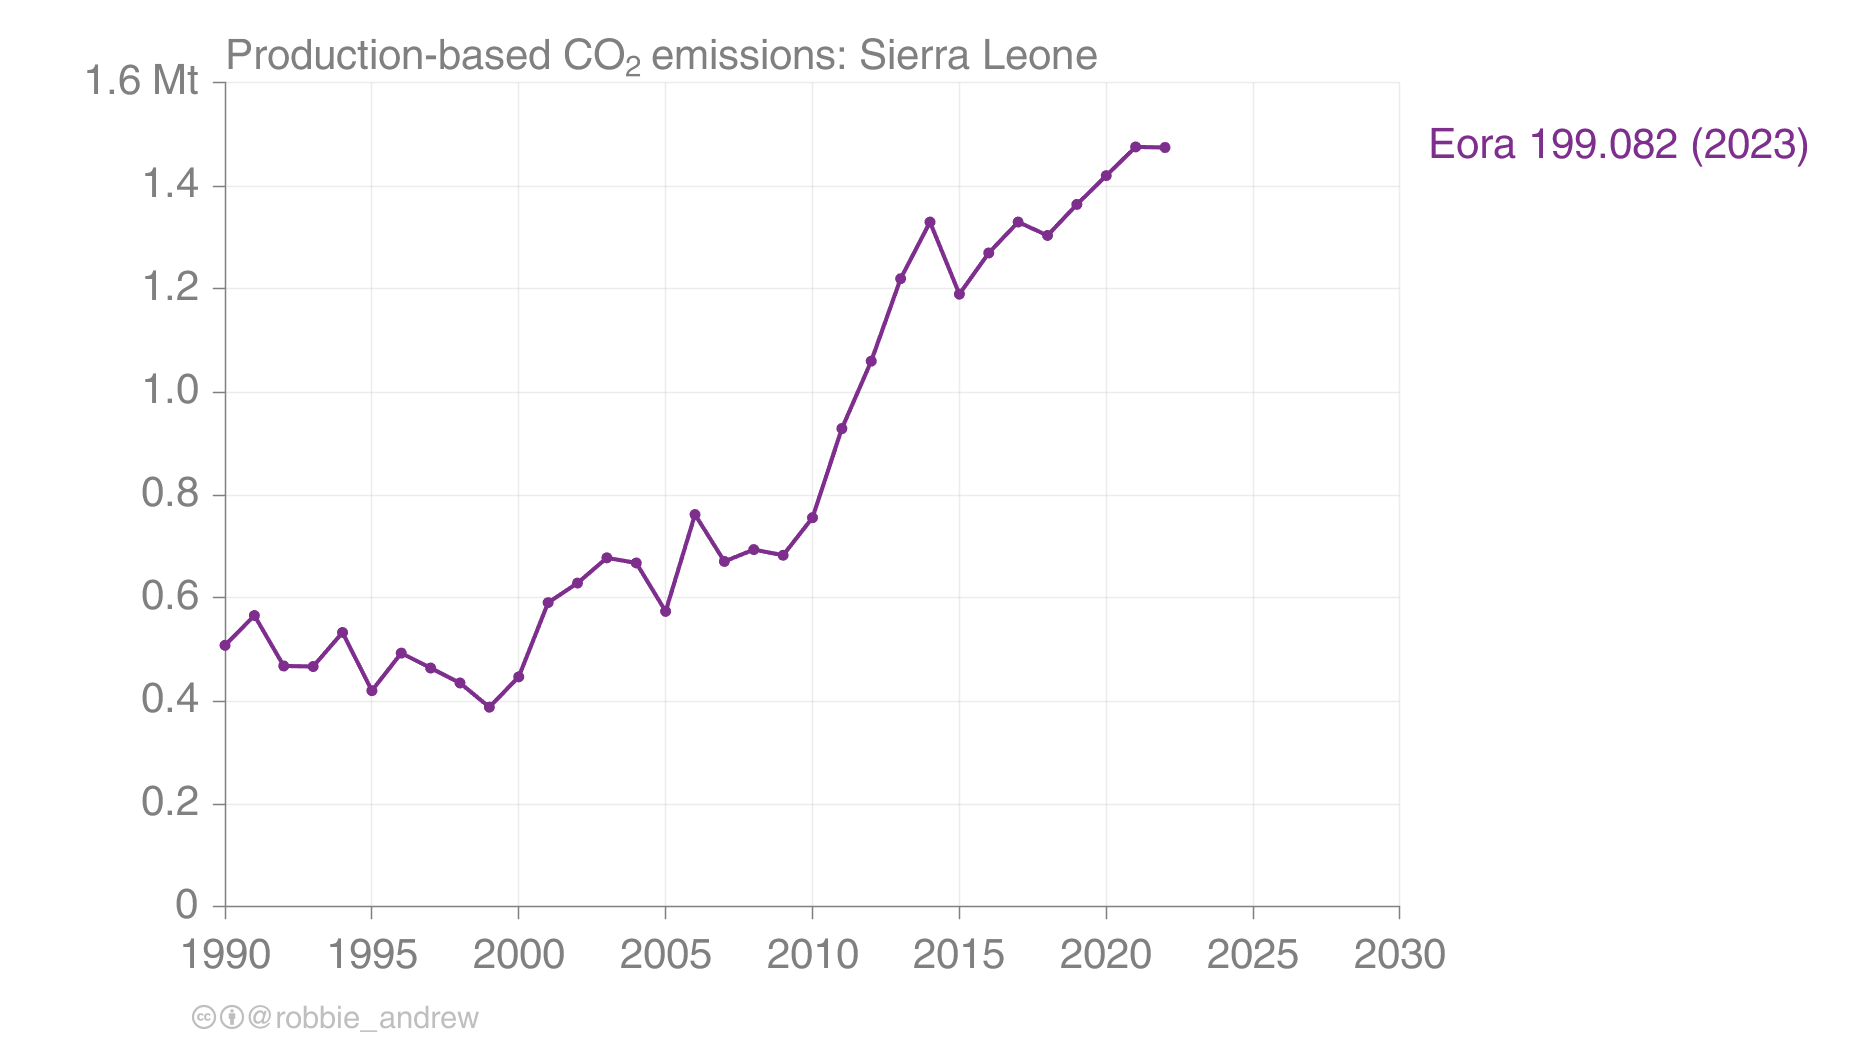 Production-based CO₂ emissions: Sierra Leone
1.6 Mt
Eora 199.082 (2023)
1.4
1.2
1.0
0.8
0.6
0.4
0.2
0
1990 1995 2000 2005 2010 2015 2020 2025 2030
@robbie_andrew